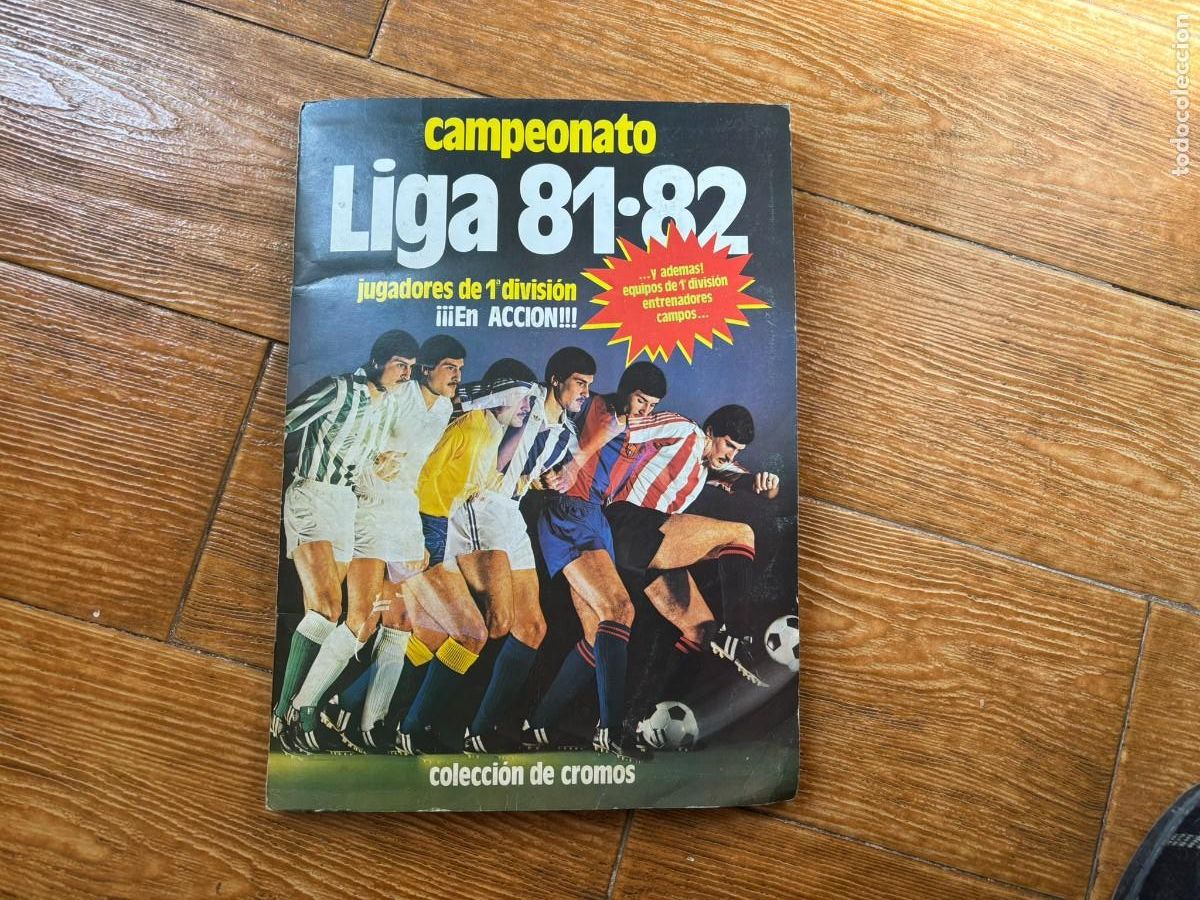 campeonato
Liga 81-82
jugadores de 1ª división
¡¡¡En ACCION!!!
...y ademas!
equipos de 1ª división
entrenadores
campos...
colección de cromos
todocoleccion